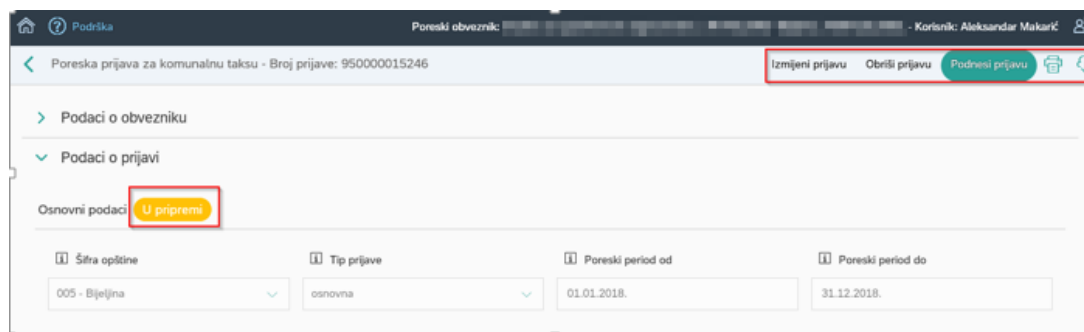 Podrška Poreski obveznik: - Korisnik: Aleksandar Makarić
Poreska prijava za komunalnu taksu - Broj prijave: 950000015246 Izmijeni prijavu Obriši prijavu Podnesi prijavu
Podaci o obvezniku
Podaci o prijavi
Osnovni podaci U pripremi
Šifra opštine Tip prijave Poreski period od Poreski period do
005 - Bijeljina osnovna 01.01.2018. 31.12.2018.